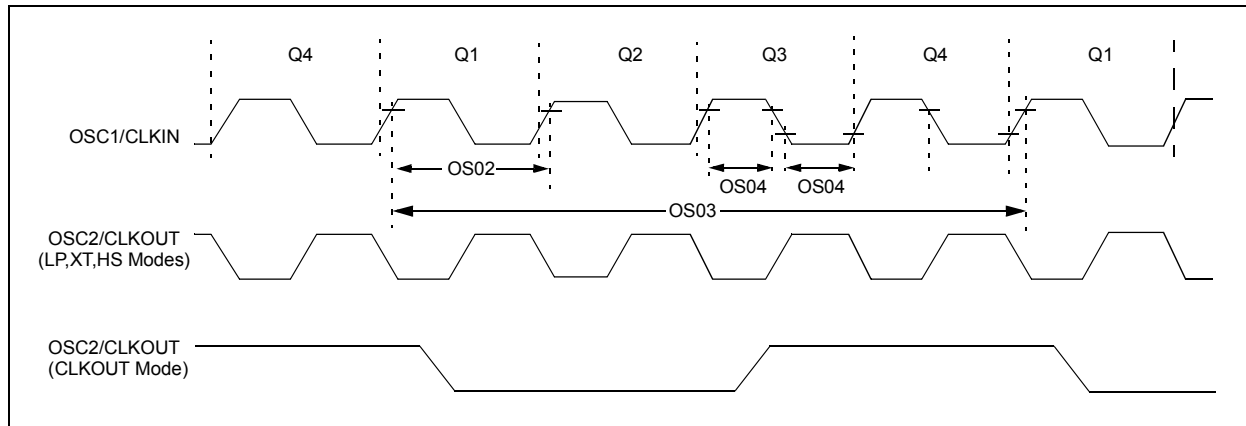 Q4 Q1 Q2 Q3 Q4 Q1
OSC1/CLKIN
OS02
OS04 OS04
OS03
OSC2/CLKOUT
(LP,XT,HS Modes)
OSC2/CLKOUT
(CLKOUT Mode)